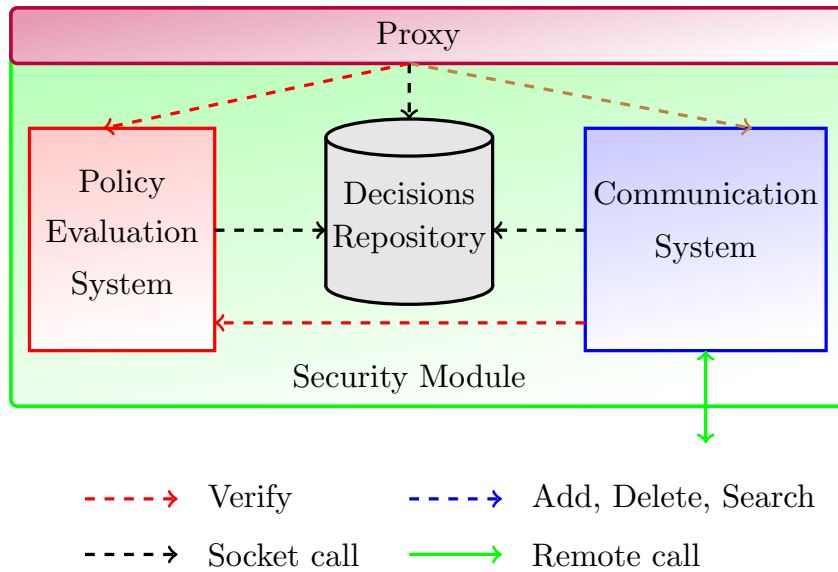 Proxy
Policy
Evaluation
System
Decisions
Repository
Communication
System
Security Module
Verify
Add, Delete, Search
Socket call
Remote call